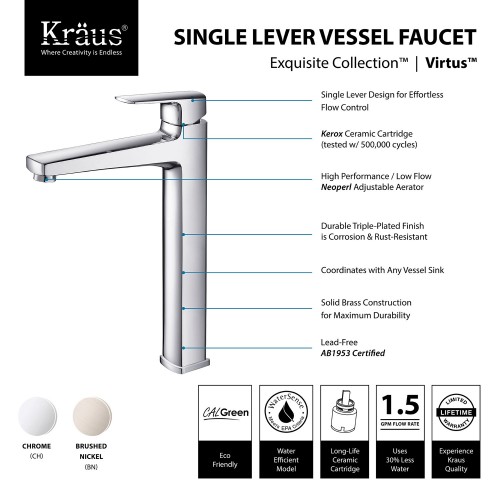 Kräus®
Where Creativity is Endless
SINGLE LEVER VESSEL FAUCET
Exquisite Collection™ | Virtus™
Single Lever Design for Effortless
Flow Control
Kerox Ceramic Cartridge
(tested w/ 500,000 cycles)
High Performance / Low Flow
Neoperl Adjustable Aerator
Durable Triple-Plated Finish
is Corrosion & Rust-Resistant
Coordinates with Any Vessel Sink
Solid Brass Construction
for Maximum Durability
Lead-Free
AB1953 Certified
CHROME
(CH)
BRUSHED
NICKEL
(BN)
CALGreen
Eco
Friendly
WaterSense
Meets EPA Criteria
Water
Efficient
Model
Long-Life
Ceramic
Cartridge
1.5
GPM FLOW RATE
Uses
30% Less
Water
LIMITED
LIFETIME
WARRANTY
Experience
Kraus
Quality